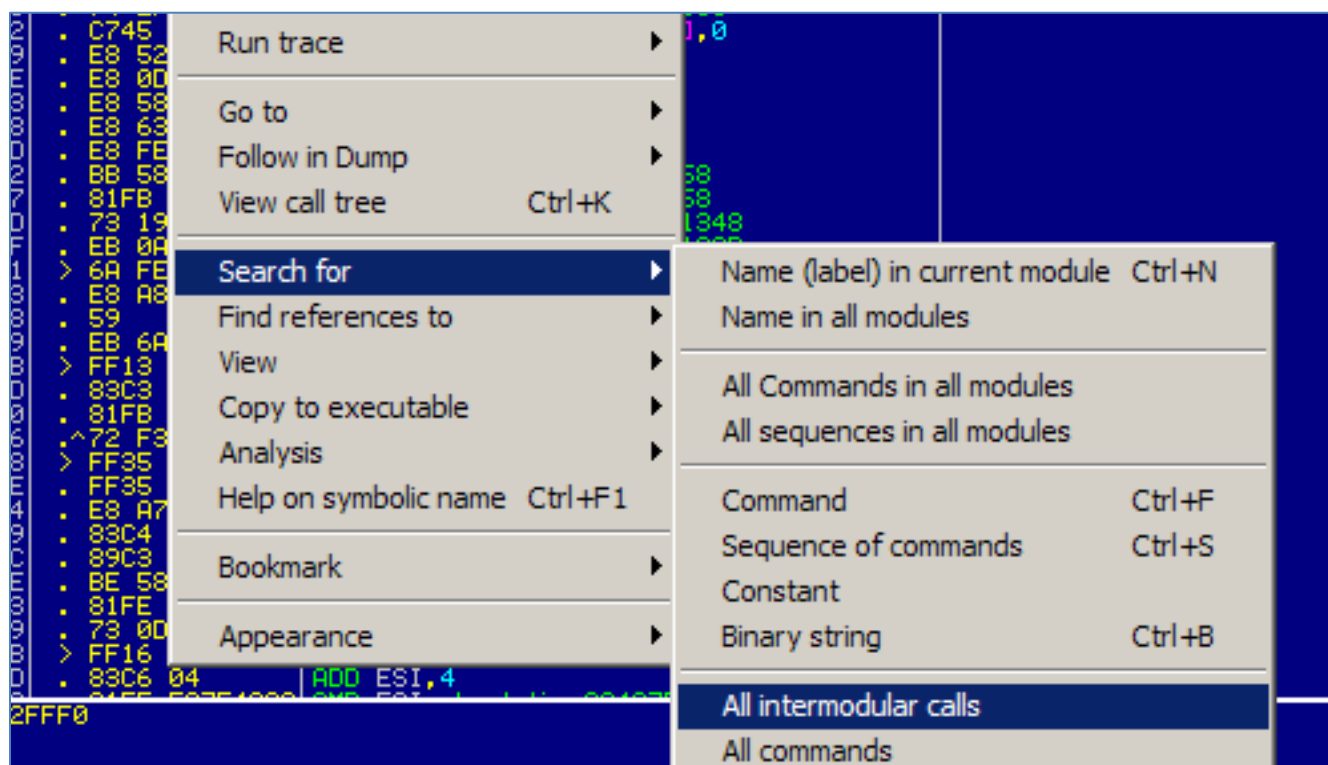 . C745
],0
Run trace
. E8 52
. E8 0D
. E8 58
Go to
. E8 63
. E8 FE
Follow in Dump
. BB 58
58
. 81FB
View call tree Ctrl+K
58
. 73 19
1348
. EB 0A
> 6A FE
Search for
Name (label) in current module Ctrl+N
. E8 A8
. 59
Find references to
Name in all modules
. EB 6A
> FF13
View
. 83C3
All Commands in all modules
. 81FB
Copy to executable
All sequences in all modules
.^72 F3
> FF35
Analysis
. FF35
Help on symbolic name Ctrl+F1
Command Ctrl+F
. E8 A7
. 83C4
Sequence of commands Ctrl+S
. 89C3
Bookmark
. BE 58
Constant
. 81FE
. 73 0D
Appearance
Binary string Ctrl+B
> FF16
. 83C6 04 ADD ESI,4
2FFF0
All intermodular calls
All commands